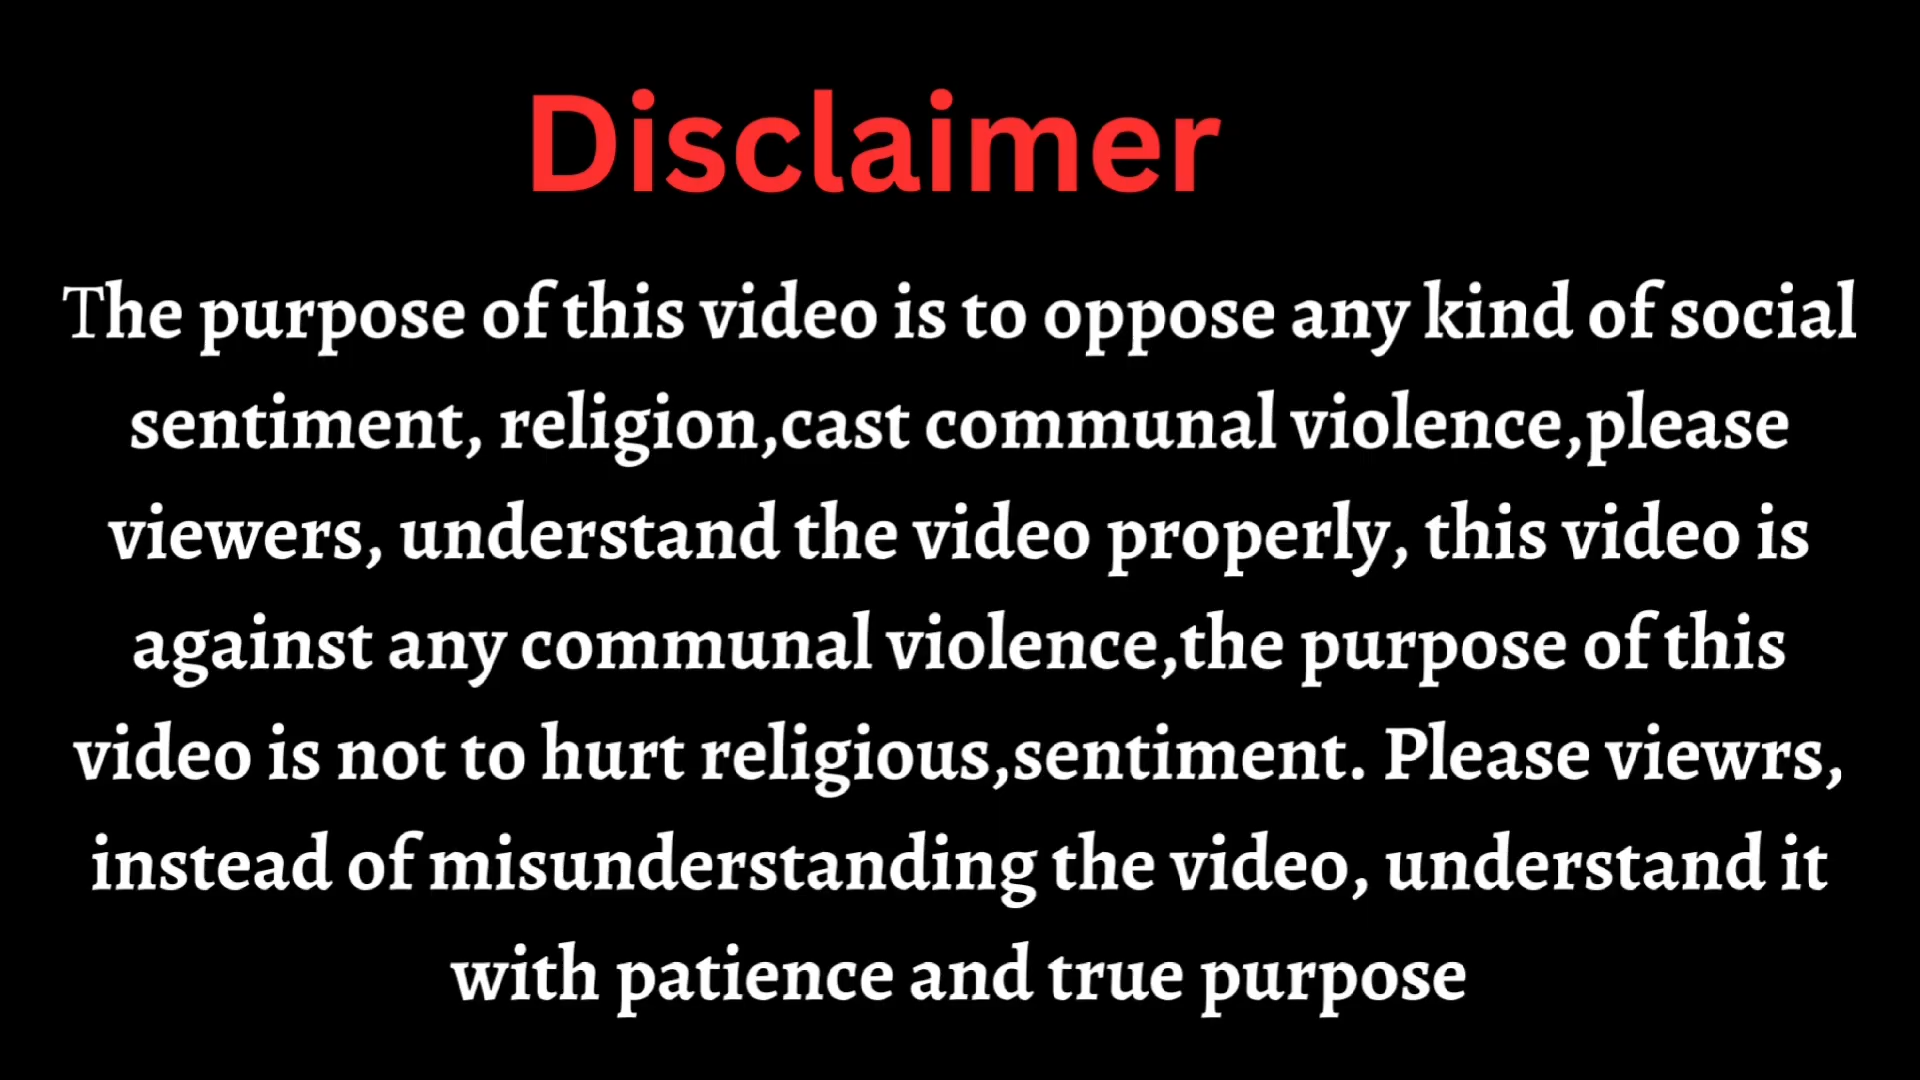 Disclaimer
The purpose of this video is to oppose any kind of social
sentiment, religion,cast communal violence,please
viewers, understand the video properly, this video is
against any communal violence,the purpose of this
video is not to hurt religious,sentiment. Please viewrs,
instead of misunderstanding the video, understand it
with patience and true purpose